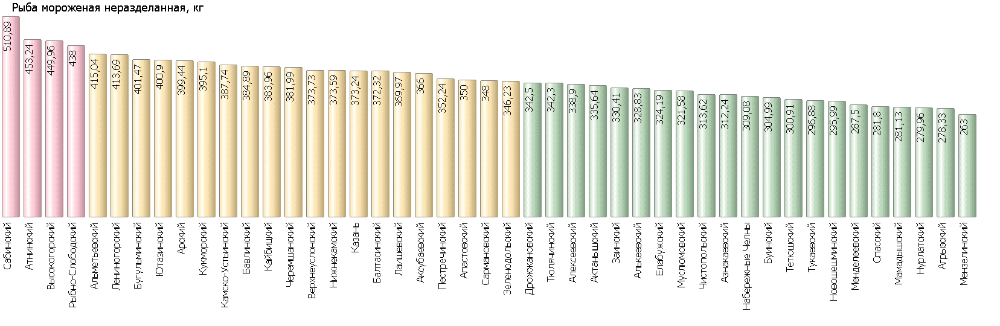 Рыба мороженая неразделанная, кг
510,89
453,24
449,96
438
415,04
413,69
401,47
400,9
399,44
395,1
387,74
384,89
383,96
381,99
373,73
373,59
373,24
372,32
369,97
366
352,24
350
348
346,23
342,5
342,3
338,9
335,64
330,41
328,83
324,19
321,58
313,62
312,24
309,08
304,99
300,91
296,88
295,99
287,5
281,8
281,13
279,96
278,33
263
Сабинский
Атнинский
Высокогорский
Рыбно-Слободский
Альметьевский
Лениногорский
Бугульминский
Ютазинский
Арский
Кукморский
Камско-Устьинский
Бавлинский
Кайбицкий
Черемшанский
Верхнеуслонский
Нижнекамский
Казань
Балтасинский
Лаишевский
Аксубаевский
Пестречинский
Апастовский
Сармановский
Зеленодольский
Дрожжановский
Тюлячинский
Алексеевский
Актанышский
Заинский
Алькеевский
Елабужский
Муслюмовский
Чистопольский
Азнакаевский
Набережные Челны
Буинский
Тетюшский
Тукаевский
Новошешминский
Менделеевский
Спасский
Мамадышский
Нурлатский
Агрызский
Мензелинский